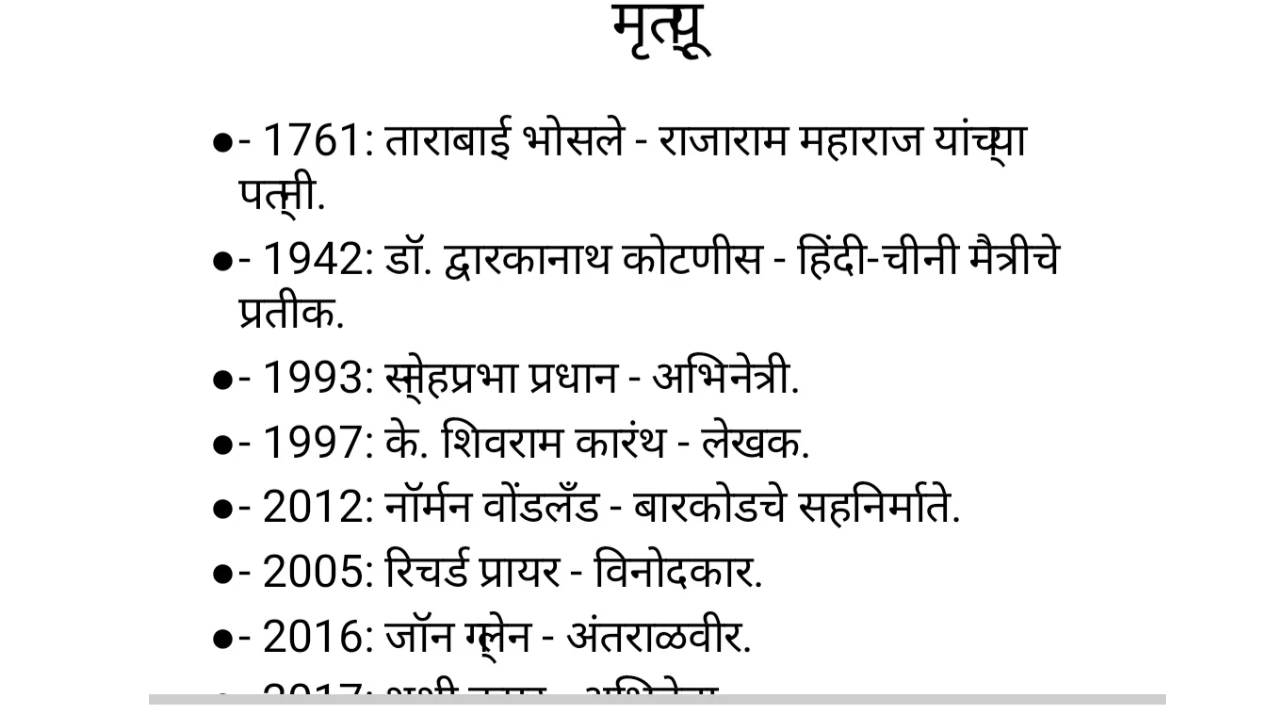 मृत्यू
●- 1761: ताराबाई भोसले - राजाराम महाराज यांच्या
पत्नी.
●- 1942: डॉ. द्वारकानाथ कोटणीस - हिंदी-चीनी मैत्रीचे
प्रतीक.
●- 1993: स्नेहप्रभा प्रधान - अभिनेत्री.
●- 1997: के. शिवराम कारंथ - लेखक.
●- 2012: नॉर्मन वोंडलँड - बारकोडचे सहनिर्माते.
●- 2005: रिचर्ड प्रायर - विनोदकार.
●- 2016: जॉन ग्लेन - अंतराळवीर.